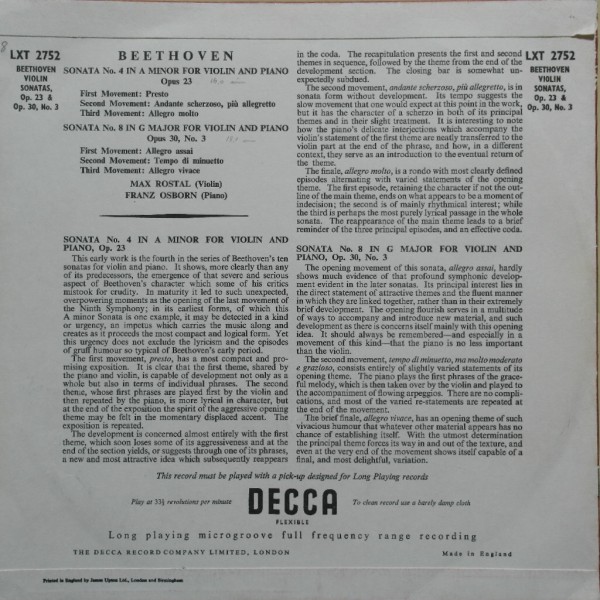 8
LXT 2752
BEETHOVEN
VIOLIN
SONATAS,
Op. 23 &
Op. 30, No. 3
BEETHOVEN
SONATA No. 4 IN A MINOR FOR VIOLIN AND PIANO
Opus 23
First Movement: Presto
Second Movement: Andante scherzoso, più allegretto
Third Movement: Allegro molto
SONATA No. 8 IN G MAJOR FOR VIOLIN AND PIANO
Opus 30, No. 3
First Movement: Allegro assai
Second Movement: Tempo di minuetto
Third Movement: Allegro vivace
MAX ROSTAL (Violin)
FRANZ OSBORN (Piano)
SONATA No. 4 IN A MINOR FOR VIOLIN AND
PIANO, Op. 23
This early work is the fourth in the series of Beethoven's ten
sonatas for violin and piano. It shows, more clearly than any
of its predecessors, the emergence of that severe and serious
aspect of Beethoven's character which some of his critics
mistook for crudity. In maturity it led to such unexpected,
overpowering moments as the opening of the last movement of
the Ninth Symphony; in its earliest forms, of which this
A minor Sonata is one example, it may be detected in a kind
or urgency, an impetus which carries the music along and
creates as it proceeds the most compact and logical form. Yet
this urgency does not exclude the lyricism and the episodes
of gruff humour so typical of Beethoven's early period.
The first movement, presto, has a most compact and pro-
mising exposition. It is clear that the first theme, shared by
the piano and violin, is capable of development not only as a
whole but also in terms of individual phrases. The second
theme, whose first phrases are played first by the violin and
then repeated by the piano, is more lyrical in character, but
at the end of the exposition the spirit of the aggressive opening
theme may be felt in the momentary displaced accent. The
exposition is repeated.
The development is concerned almost entirely with the first
theme, which soon loses some of its aggressiveness and at the
end of the section yields, or suggests through one of its phrases,
a new and most attractive idea which subsequently reappears
in the coda. The recapitulation presents the first and second
themes in sequence, followed by the theme from the end of the
development section. The closing bar is somewhat un-
expectedly subdued.
The second movement, andante scherzoso, più allegretto, is in
sonata form without development. Its tempo suggests the
slow movement that one would expect at this point in the work,
but it has the character of a scherzo in both of its principal
themes and in their slight treatment. It is interesting to note
how the piano's delicate interjections which accompany the
violin's statement of the first theme are neatly transferred to the
violin part at the end of the phrase, and how, in a different
context, they serve as an introduction to the eventual return of
the theme.
The finale, allegro molto, is a rondo with most clearly defined
episodes alternating with varied statements of the opening
theme. The first episode, retaining the character if not the out-
line of the main theme, ends on what appears to be a moment of
indecision; the second is of mainly rhythmical interest; while
the third is perhaps the most purely lyrical passage in the whole
sonata. The reappearance of the main theme leads to a brief
reminder of the three principal episodes, and an effective coda.
SONATA No. 8 IN G MAJOR FOR VIOLIN AND
PIANO, Op. 30, No. 3
The opening movement of this sonata, allegro assai, hardly
shows much evidence of that profound symphonic develop-
ment evident in the later sonatas. Its principal interest lies in
the direct statement of attractive themes and the fluent manner
in which they are linked together, rather than in their extremely
brief development. The opening flourish serves in a multitude
of ways to accompany and introduce new material, and such
development as there is concerns itself mainly with this opening
idea. It should always be remembered—and especially in a
movement of this kind—that the piano is no less important
than the violin.
The second movement, tempo di minuetto, ma molto moderato
e grazioso, consists entirely of slightly varied statements of its
opening theme. The piano plays the first phrases of the grace-
ful melody, which is then taken over by the violin and played to
the accompaniment of flowing arpeggios. There are no compli-
cations, and most of the varied re-statements are repeated at
the end of the movement.
The brief finale, allegro vivace, has an opening theme of such
vivacious humour that whatever other material appears has no
chance of establishing itself. With the utmost determination
the principal theme forces its way in and out of the texture, and
even at the very end of the movement shows itself capable of a
final, and most delightful, variation.
LXT 2752
BEETHOVEN
VIOLIN
SONATAS,
Op. 23 &
Op. 30, No. 3
This record must be played with a pick-up designed for Long Playing records
Play at 33⅓ revolutions per minute
DECCA
FLEXIBLE
To clean record use a barely damp cloth
Long playing microgroove full frequency range recording
THE DECCA RECORD COMPANY LIMITED, LONDON
Made in England
Printed in England by James Upton Ltd., London and Birmingham